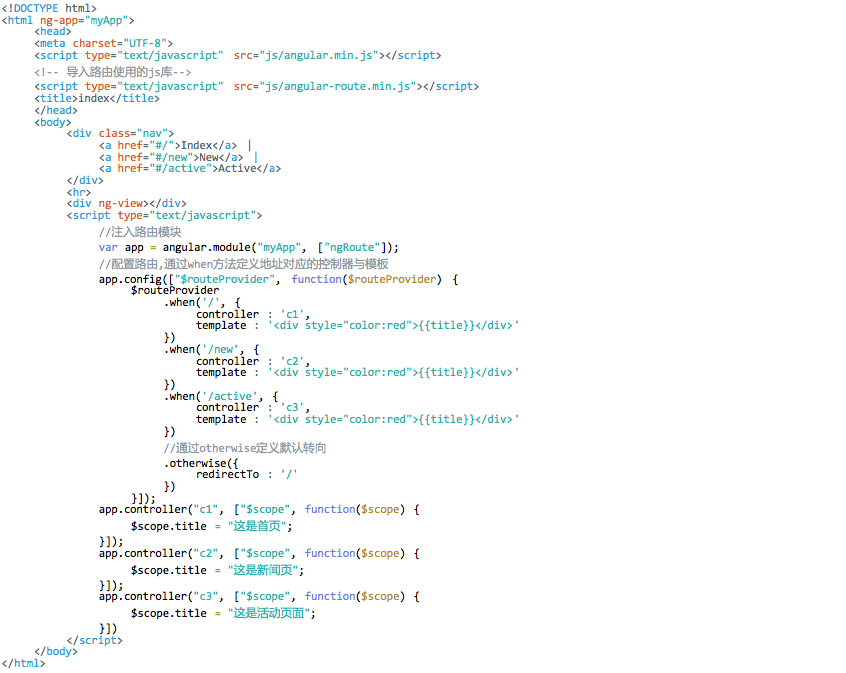 <!DOCTYPE html>
<html ng-app="myApp">
    <head>
    <meta charset="UTF-8">
    <script type="text/javascript" src="js/angular.min.js"></script>
    <!-- 导入路由使用的js库-->
    <script type="text/javascript" src="js/angular-route.min.js"></script>
    <title>index</title>
    </head>
    <body>
        <div class="nav">
            <a href="#/">Index</a> |
            <a href="#/new">New</a> |
            <a href="#/active">Active</a>
        </div>
        <hr>
        <div ng-view></div>
        <script type="text/javascript">
            //注入路由模块
            var app = angular.module("myApp", ["ngRoute"]);
            //配置路由,通过when方法定义地址对应的控制器与模板
            app.config(["$routeProvider", function($routeProvider) {
                $routeProvider
                    .when('/', {
                        controller : 'c1',
                        template : '<div style="color:red">{{title}}</div>'
                    })
                    .when('/new', {
                        controller : 'c2',
                        template : '<div style="color:red">{{title}}</div>'
                    })
                    .when('/active', {
                        controller : 'c3',
                        template : '<div style="color:red">{{title}}</div>'
                    })
                    //通过otherwise定义默认转向
                    .otherwise({
                        redirectTo : '/'
                    })
                }]);
            app.controller("c1", ["$scope", function($scope) {
                $scope.title = "这是首页";
            }]);
            app.controller("c2", ["$scope", function($scope) {
                $scope.title = "这是新闻页";
            }]);
            app.controller("c3", ["$scope", function($scope) {
                $scope.title = "这是活动页面";
            }])
        </script>
    </body>
</html>